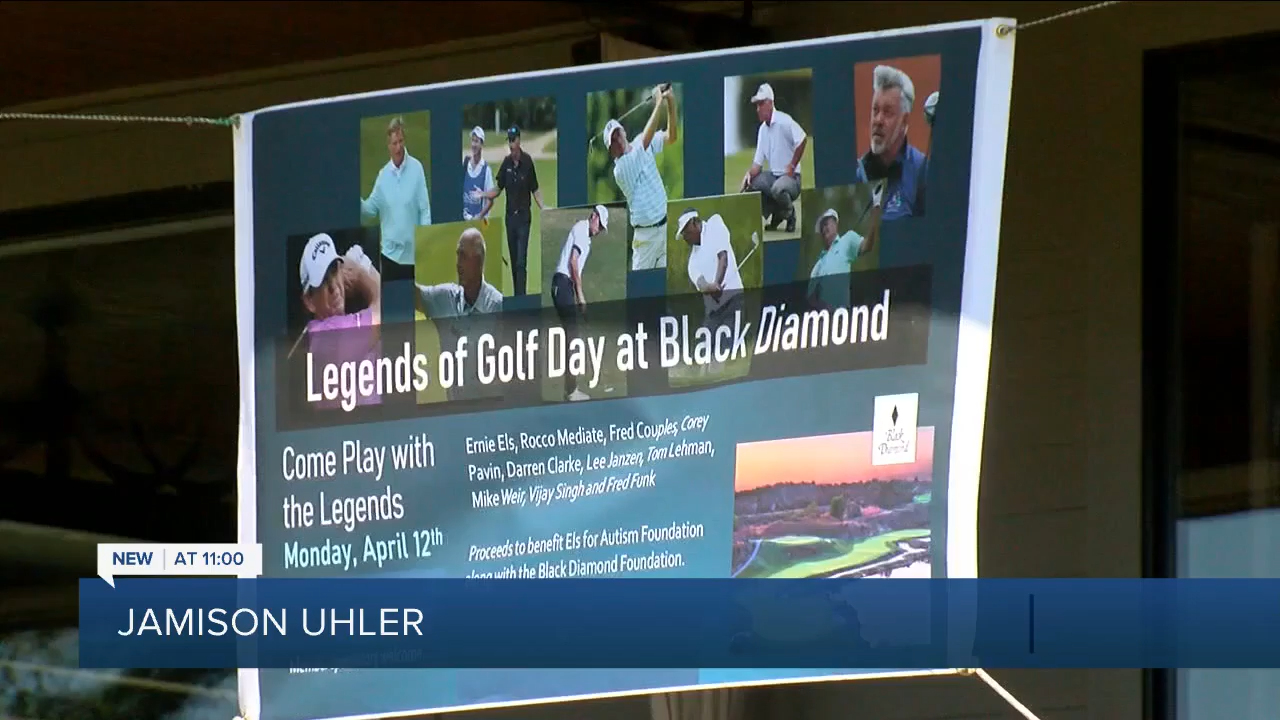 Legends of Golf Day at Black Diamond
Come Play with
the Legends
Monday, April 12th
Ernie Els, Rocco Mediate, Fred Couples, Corey
Pavin, Darren Clarke, Lee Janzen, Tom Lehman,
Mike Weir, Vijay Singh and Fred Funk
Proceeds to benefit Els for Autism Foundation
along with the Black Diamond Foundation.
Black
Diamond
NEW AT 11:00
JAMISON UHLER